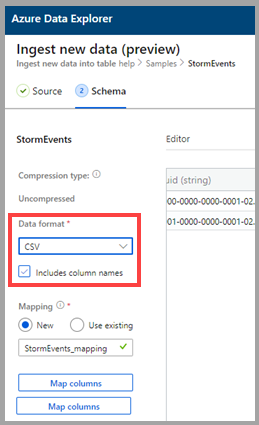 Azure Data Explorer
Ingest new data (preview)
Ingest new data into table help > Samples > StormEvents
Source
2 Schema
StormEvents
Editor
Compression type:
Uncompressed
uid (string)
00-0000-0000-0001-02
01-0000-0000-0001-02
Data format *
CSV
Includes column names
Mapping *
New
Use existing
StormEvents_mapping
Map columns
Map columns